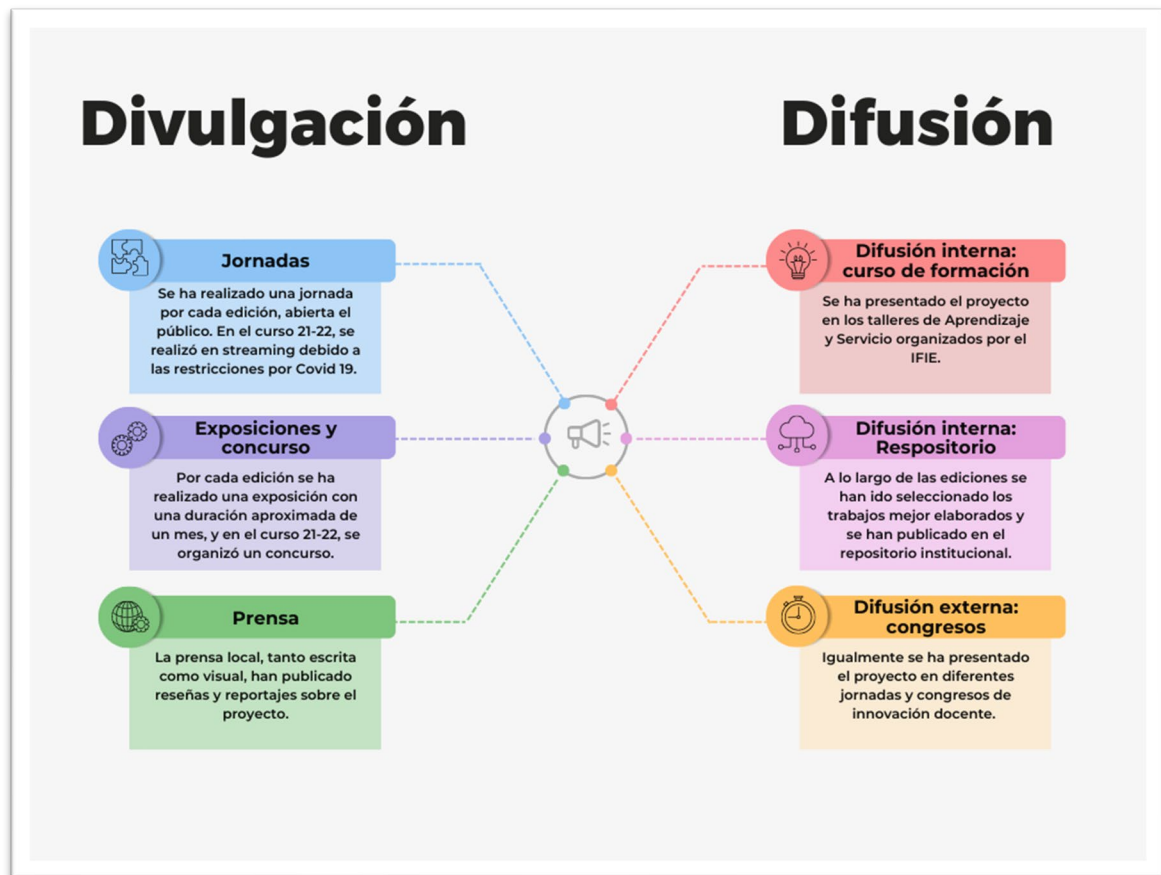 Divulgación
Difusión
Jornadas
Se ha realizado una jornada
por cada edición, abierta el
público. En el curso 21-22, se
realizó en streaming debido a
las restricciones por Covid 19.
Exposiciones y
concurso
Por cada edición se ha
realizado una exposición con
una duración aproximada de
un mes, y en el curso 21-22, se
organizó un concurso.
Prensa
La prensa local, tanto escrita
como visual, han publicado
reseñas y reportajes sobre el
proyecto.
Difusión interna:
curso de formación
Se ha presentado el proyecto
en los talleres de Aprendizaje
y Servicio organizados por el
IFIE.
Difusión interna:
Respositorio
A lo largo de las ediciones se
han ido seleccionado los
trabajos mejor elaborados y
se han publicado en el
repositorio institucional.
Difusión externa:
congresos
Igualmente se ha presentado
el proyecto en diferentes
jornadas y congresos de
innovación docente.